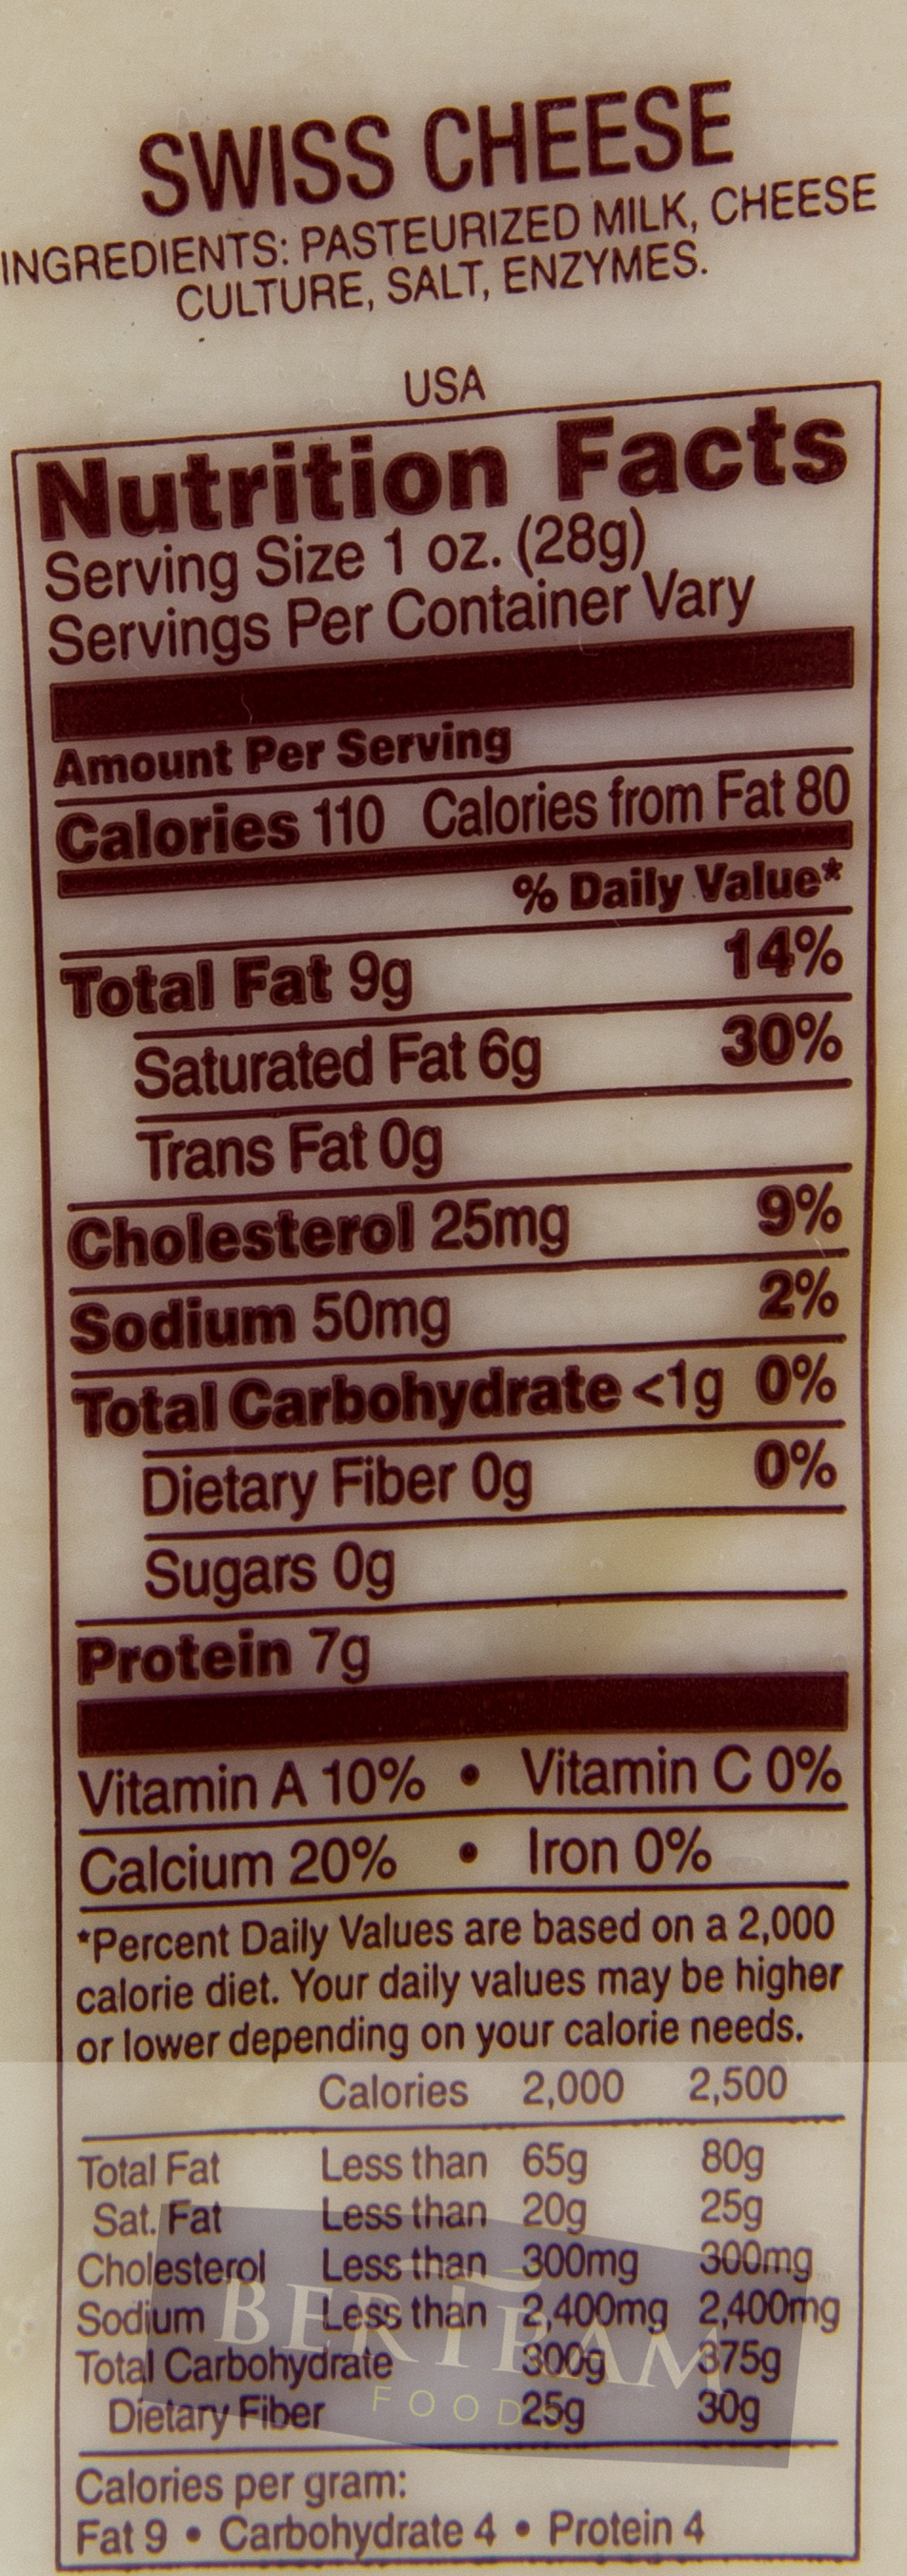 SWISS CHEESE
INGREDIENTS: PASTEURIZED MILK, CHEESE
CULTURE, SALT, ENZYMES.
USA
Nutrition Facts
Serving Size 1 oz. (28g)
Servings Per Container Vary
Amount Per Serving
Calories 110 Calories from Fat 80
% Daily Value*
Total Fat 9g 14%
Saturated Fat 6g 30%
Trans Fat 0g
Cholesterol 25mg 9%
Sodium 50mg 2%
Total Carbohydrate <1g 0%
Dietary Fiber 0g 0%
Sugars 0g
Protein 7g
Vitamin A 10% • Vitamin C 0%
Calcium 20% • Iron 0%
*Percent Daily Values are based on a 2,000
calorie diet. Your daily values may be higher
or lower depending on your calorie needs.
Calories 2,000 2,500
Total Fat Less than 65g 80g
Sat. Fat Less than 20g 25g
Cholesterol Less than 300mg 300mg
Sodium Less than 2,400mg 2,400mg
Total Carbohydrate 300g 375g
Dietary Fiber 25g 30g
BERTRAM
FOODS
Calories per gram:
Fat 9 • Carbohydrate 4 • Protein 4